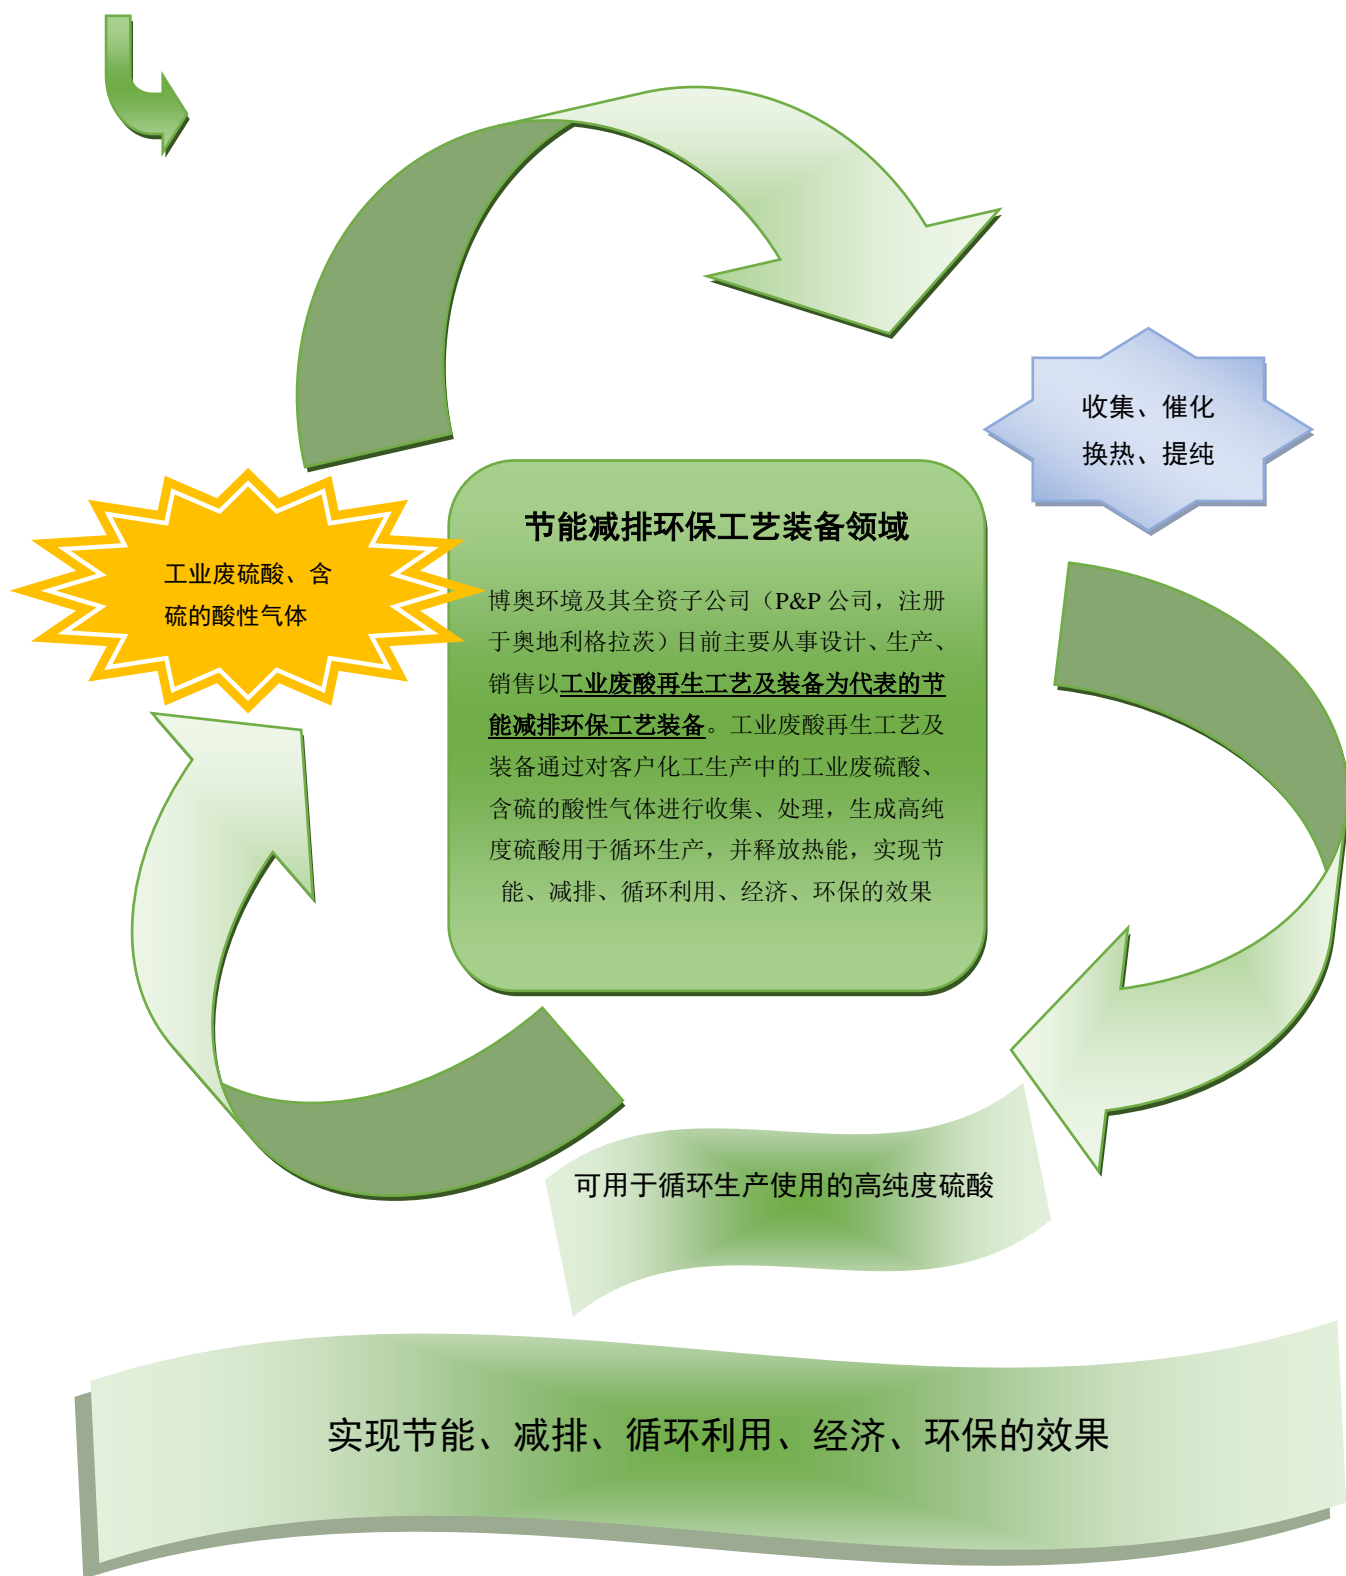 收集、催化
换热、提纯
节能减排环保工艺装备领域
工业废硫酸、含
硫的酸性气体
博奥环境及其全资子公司（P&P 公司，注册
于奥地利格拉茨）目前主要从事设计、生产、
销售以工业废酸再生工艺及装备为代表的节
能减排环保工艺装备。工业废酸再生工艺及
装备通过对客户化工生产中的工业废硫酸、
含硫的酸性气体进行收集、处理，生成高纯
度硫酸用于循环生产，并释放热能，实现节
能、减排、循环利用、经济、环保的效果
可用于循环生产使用的高纯度硫酸
实现节能、减排、循环利用、经济、环保的效果